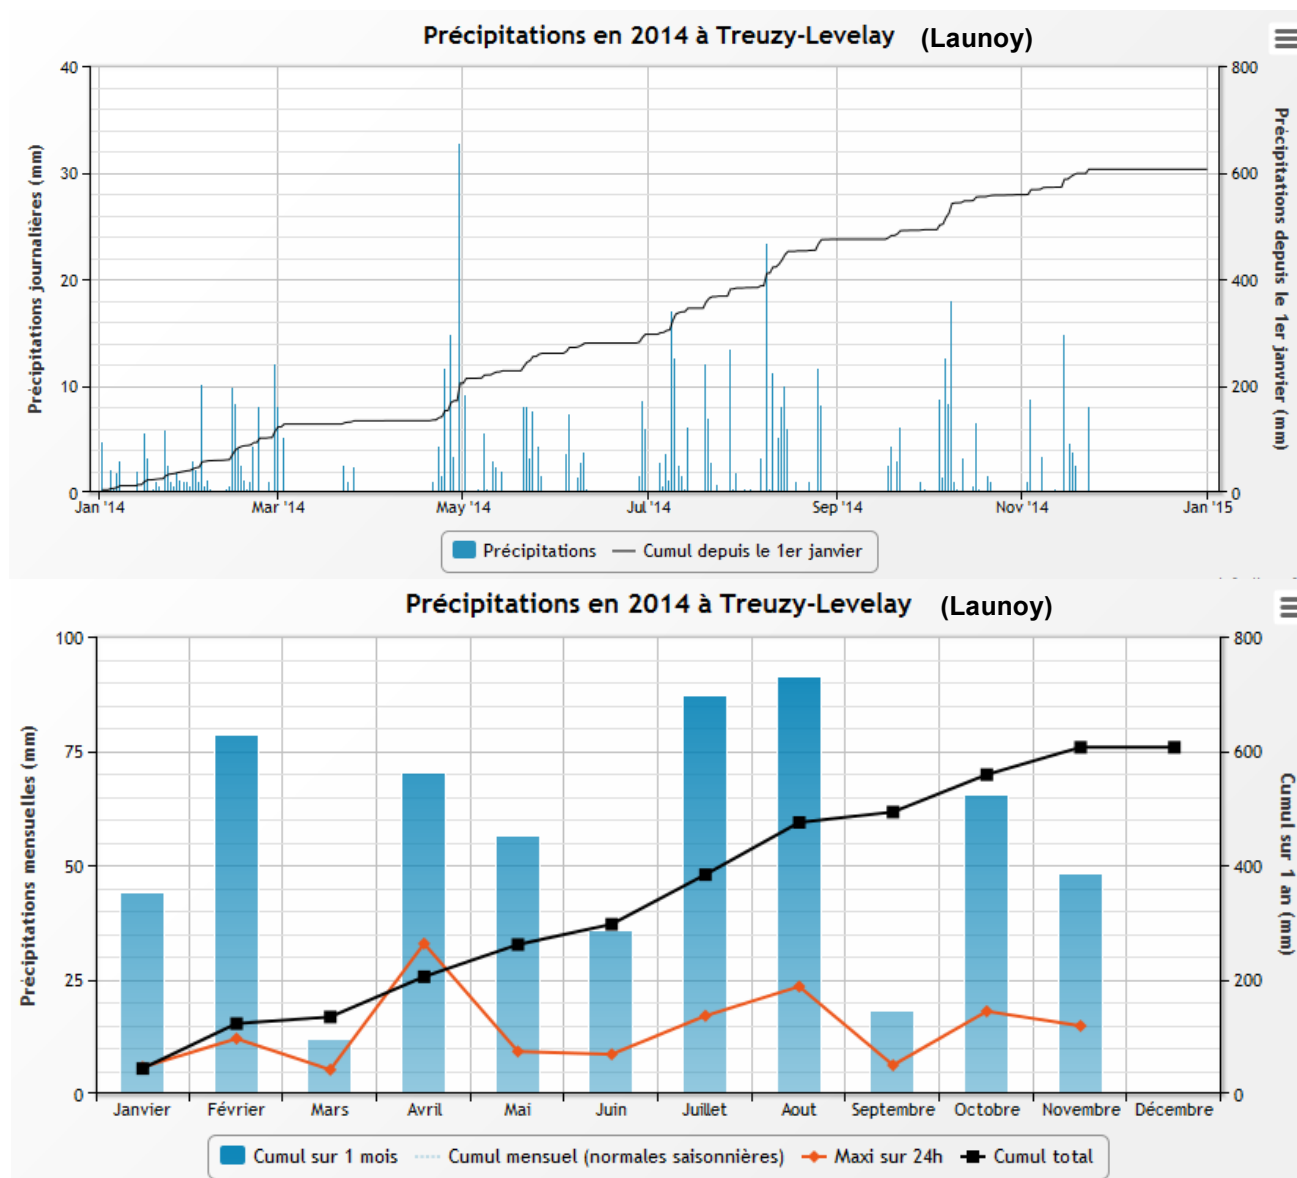 Précipitations en 2014 à Treuzy-Levelay (Launoy)
Précipitations journalières (mm)
40
30
20
10
0
800
600
400
200
0
Précipitations depuis le 1er janvier (mm)
Jan '14 Mar '14 May '14 Jul '14 Sep '14 Nov '14 Jan '15
Précipitations Cumul depuis le 1er janvier
Précipitations en 2014 à Treuzy-Levelay (Launoy)
Précipitations mensuelles (mm)
100
75
50
25
0
800
600
400
200
0
Cumul sur 1 an (mm)
Janvier Février Mars Avril Mai Juin Juillet Aout Septembre Octobre Novembre Décembre
Cumul sur 1 mois Cumul mensuel (normales saisonnières) Maxi sur 24h Cumul total